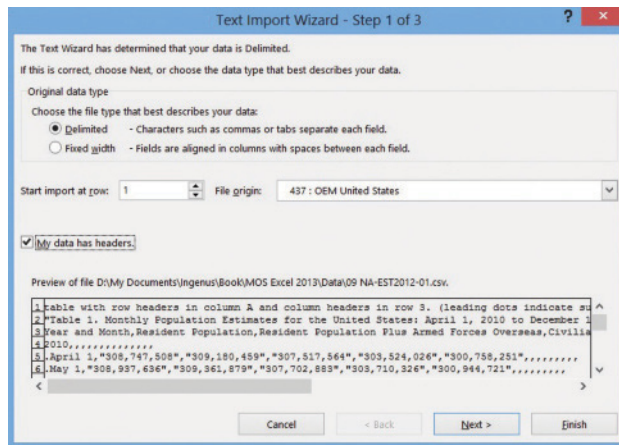 Text Import Wizard - Step 1 of 3
? ×
The Text Wizard has determined that your data is Delimited.
If this is correct, choose Next, or choose the data type that best describes your data.
Original data type
Choose the file type that best describes your data:
Delimited - Characters such as commas or tabs separate each field.
Fixed width - Fields are aligned in columns with spaces between each field.
Start import at row: 1 File origin: 437 : OEM United States
My data has headers.
Preview of file D:\My Documents\Ingenus\Book\MOS Excel 2013\Data\09 NA-EST2012-01.csv.
1 table with row headers in column A and column headers in row 3. (leading dots indicate su
2 "Table 1. Monthly Population Estimates for the United States: April 1, 2010 to December 1
3 Year and Month,Resident Population,Resident Population Plus Armed Forces Overseas,Civilia
4 2010,,,,,,,,,,,,,,
5 .April 1,"308,747,508","309,180,459","307,517,564","303,524,026","300,758,251",,,,,,,,,
6 .May 1,"308,937,636","309,361,879","307,702,883","303,710,326","300,944,721",,,,,,,,,
Cancel < Back Next > Finish